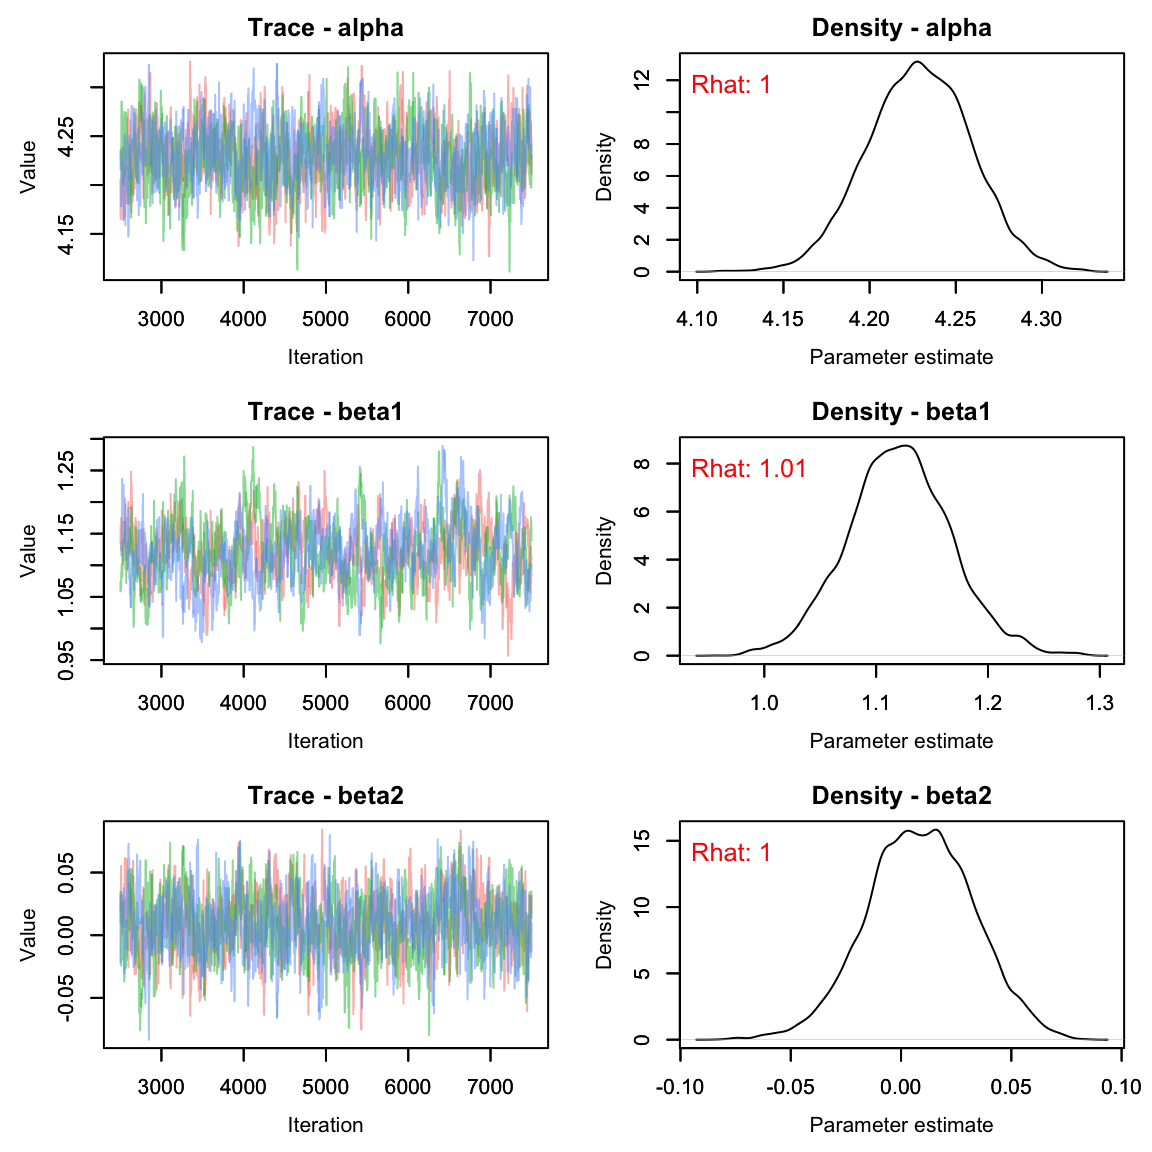 Trace - alpha
Value
4.25
4.15
3000 4000 5000 6000 7000
Iteration
Density - alpha
Rhat: 1
Density
12
8
6
4
2
0
4.10 4.15 4.20 4.25 4.30
Parameter estimate
Trace - beta1
Value
1.25
1.15
1.05
0.95
3000 4000 5000 6000 7000
Iteration
Density - beta1
Rhat: 1.01
Density
8
6
4
2
0
1.0 1.1 1.2 1.3
Parameter estimate
Trace - beta2
Value
0.05
0.00
-0.05
3000 4000 5000 6000 7000
Iteration
Density - beta2
Rhat: 1
Density
15
10
5
0
-0.10 -0.05 0.00 0.05 0.10
Parameter estimate